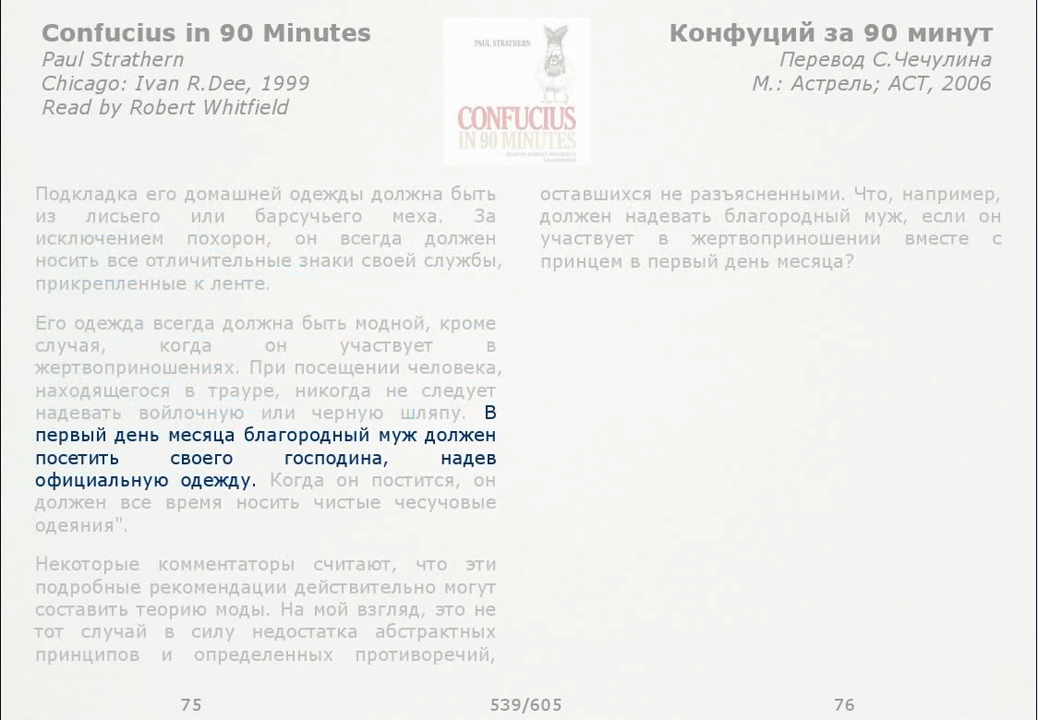 Confucius in 90 Minutes
Paul Strathern
Chicago: Ivan R.Dee, 1999
Read by Robert Whitfield
PAUL STRATHERN
CONFUCIUS
IN 90 MINUTES
Конфуций за 90 минут
Перевод С.Чечулина
М.: Астрель; АСТ, 2006
Подкладка его домашней одежды должна быть
из лисьего или барсучьего меха. За
исключением похорон, он всегда должен
носить все отличительные знаки своей службы,
прикрепленные к ленте.
Его одежда всегда должна быть модной, кроме
случая, когда он участвует в
жертвоприношениях. При посещении человека,
находящегося в трауре, никогда не следует
надевать войлочную или черную шляпу. В
первый день месяца благородный муж должен
посетить своего господина, надев
официальную одежду. Когда он постится, он
должен все время носить чистые чесучовые
одеяния".
Некоторые комментаторы считают, что эти
подробные рекомендации действительно могут
составить теорию моды. На мой взгляд, это не
тот случай в силу недостатка абстрактных
принципов и определенных противоречий,
оставшихся не разъясненными. Что, например,
должен надевать благородный муж, если он
участвует в жертвоприношении вместе с
принцем в первый день месяца?
75
539/605
76